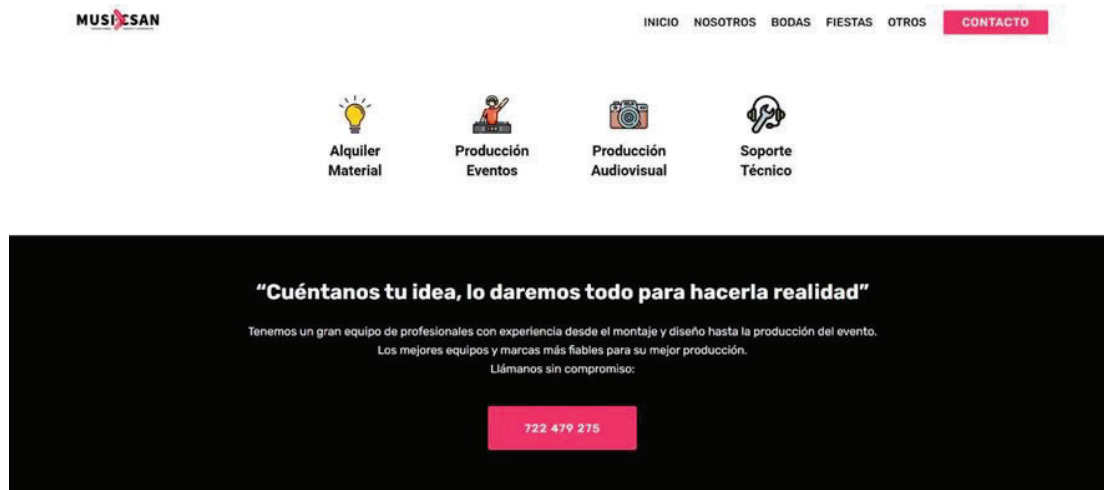 MUSICSAN
INICIO NOSOTROS BODAS FIESTAS OTROS CONTACTO
Alquiler
Material
Producción
Eventos
Producción
Audiovisual
Soporte
Técnico
“Cuéntanos tu idea, lo daremos todo para hacerla realidad”
Tenemos un gran equipo de profesionales con experiencia desde el montaje y diseño hasta la producción del evento.
Los mejores equipos y marcas más fiables para su mejor producción.
Llámanos sin compromiso:
722 479 275